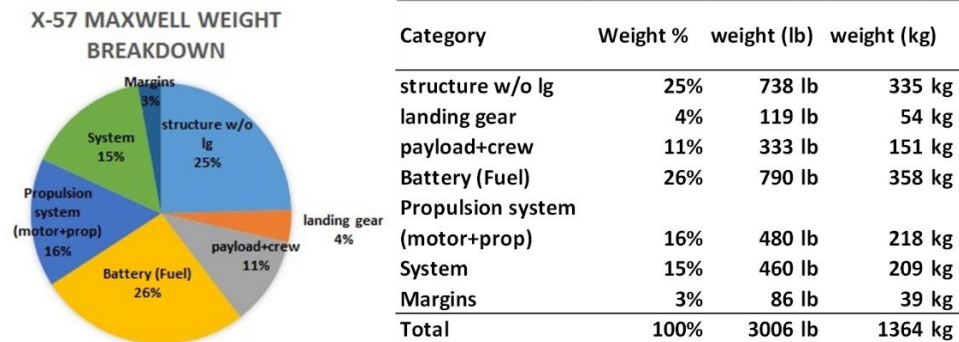 X-57 MAXWELL WEIGHT
BREAKDOWN
Margins
3%
structure w/o
lg
25%
System
15%
Propulsion
system
(motor+prop)
16%
landing gear
4%
payload+crew
11%
Battery (Fuel)
26%
Category Weight % weight (lb) weight (kg)
structure w/o lg 25% 738 lb 335 kg
landing gear 4% 119 lb 54 kg
payload+crew 11% 333 lb 151 kg
Battery (Fuel) 26% 790 lb 358 kg
Propulsion system
(motor+prop) 16% 480 lb 218 kg
System 15% 460 lb 209 kg
Margins 3% 86 lb 39 kg
Total 100% 3006 lb 1364 kg